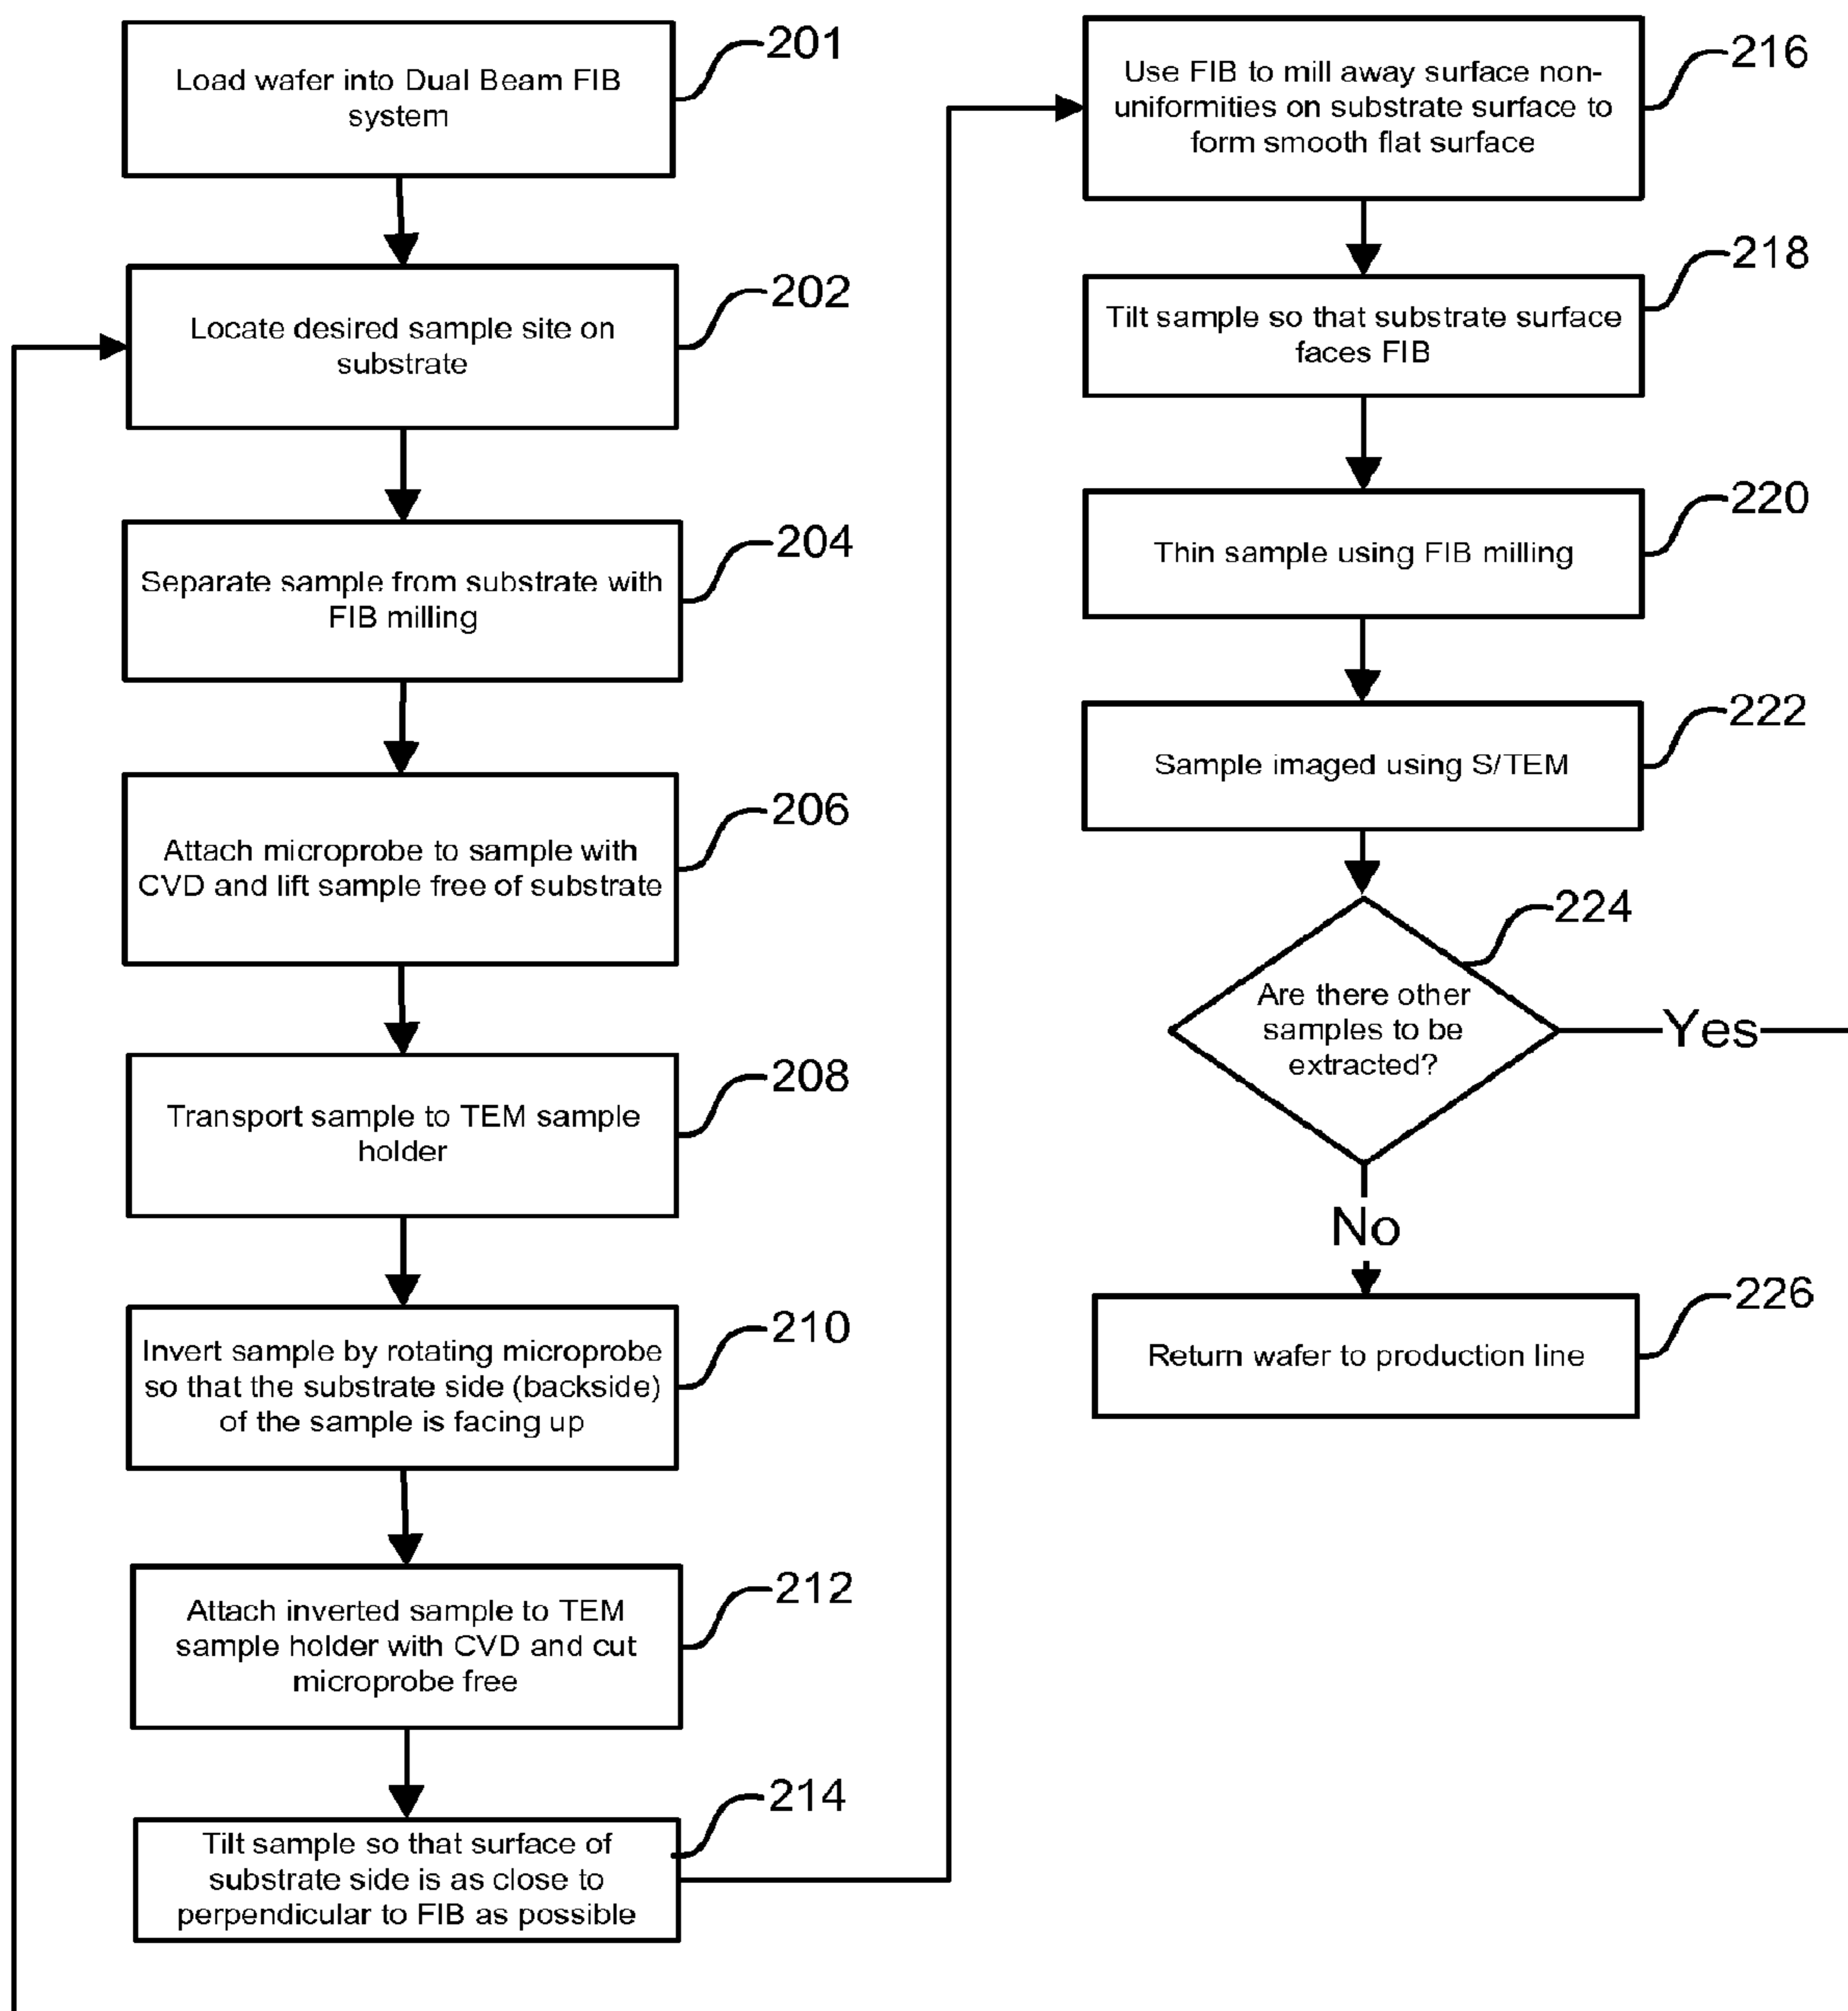 201
Load wafer into Dual Beam FIB
system
202
Locate desired sample site on
substrate
204
Separate sample from substrate with
FIB milling
206
Attach microprobe to sample with
CVD and lift sample free of substrate
208
Transport sample to TEM sample
holder
210
Invert sample by rotating microprobe
so that the substrate side (backside)
of the sample is facing up
212
Attach inverted sample to TEM
sample holder with CVD and cut
microprobe free
214
Tilt sample so that surface of
substrate side is as close to
perpendicular to FIB as possible
216
Use FIB to mill away surface non-
uniformities on substrate surface to
form smooth flat surface
218
Tilt sample so that substrate surface
faces FIB
220
Thin sample using FIB milling
222
Sample imaged using S/TEM
224
Are there other
samples to be
extracted?
Yes
No
226
Return wafer to production line